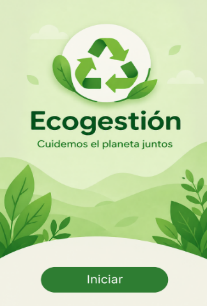 Ecogestión
Cuidemos el planeta juntos
Iniciar